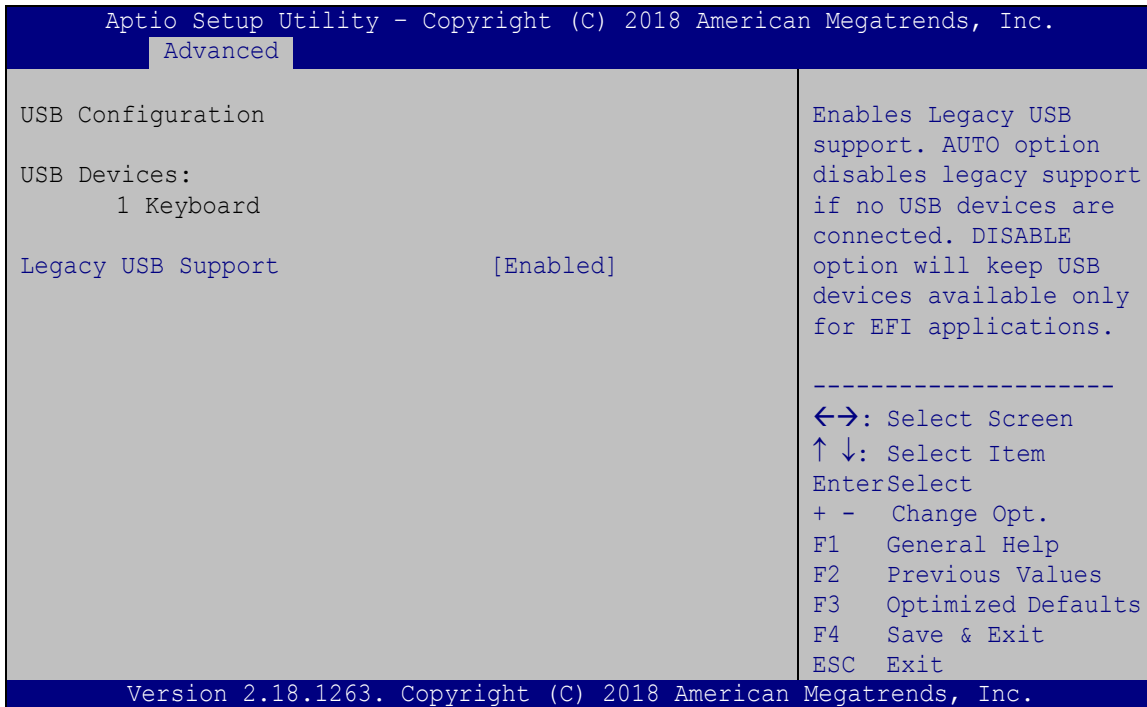 Aptio Setup Utility – Copyright (C) 2018 American Megatrends, Inc.
Advanced
USB Configuration
USB Devices:
1 Keyboard
Legacy USB Support [Enabled]
Enables Legacy USB
support. AUTO option
disables legacy support
if no USB devices are
connected. DISABLE
option will keep USB
devices available only
for EFI applications.
---------------------
←→: Select Screen
↑ ↓: Select Item
EnterSelect
+ - Change Opt.
F1 General Help
F2 Previous Values
F3 Optimized Defaults
F4 Save & Exit
ESC Exit
Version 2.18.1263. Copyright (C) 2018 American Megatrends, Inc.